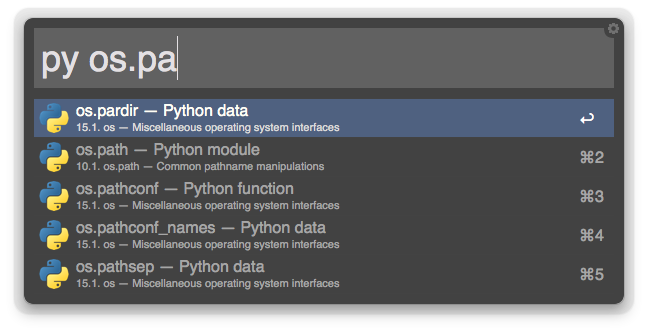 py os.pa
os.pardir — Python data
15.1. os — Miscellaneous operating system interfaces
↩
os.path — Python module
10.1. os.path — Common pathname manipulations
⌘2
os.pathconf — Python function
15.1. os — Miscellaneous operating system interfaces
⌘3
os.pathconf_names — Python data
15.1. os — Miscellaneous operating system interfaces
⌘4
os.pathsep — Python data
15.1. os — Miscellaneous operating system interfaces
⌘5